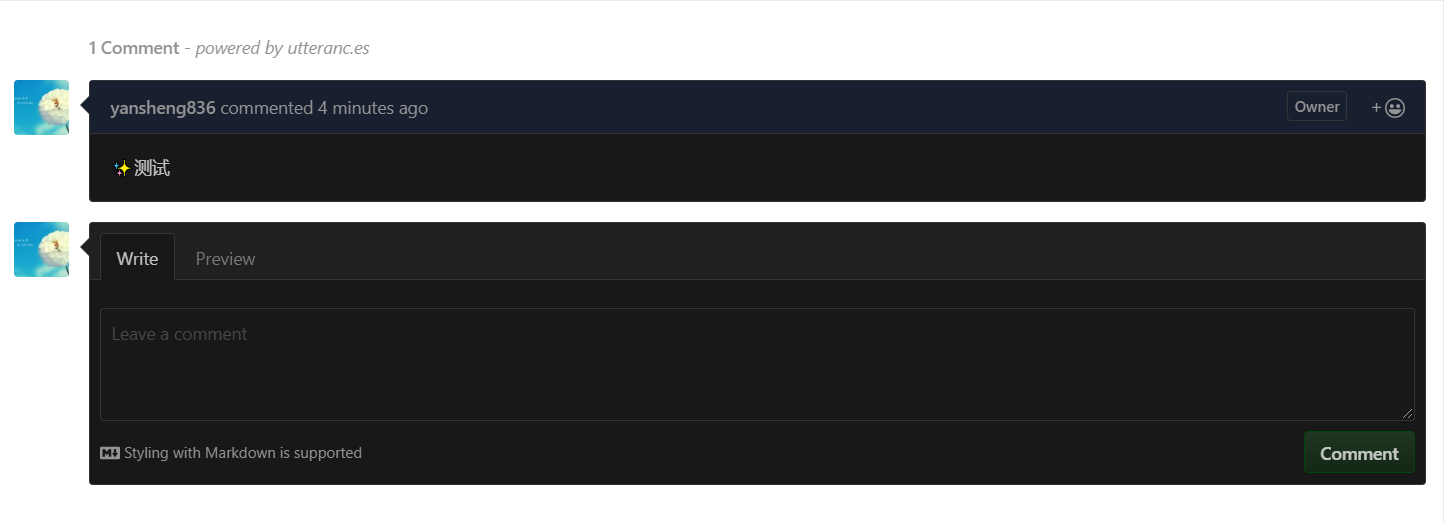 1 Comment - powered by utteranc.es
yansheng836 commented 4 minutes ago
Owner
+
✨测试
Write
Preview
Leave a comment
Styling with Markdown is supported
Comment